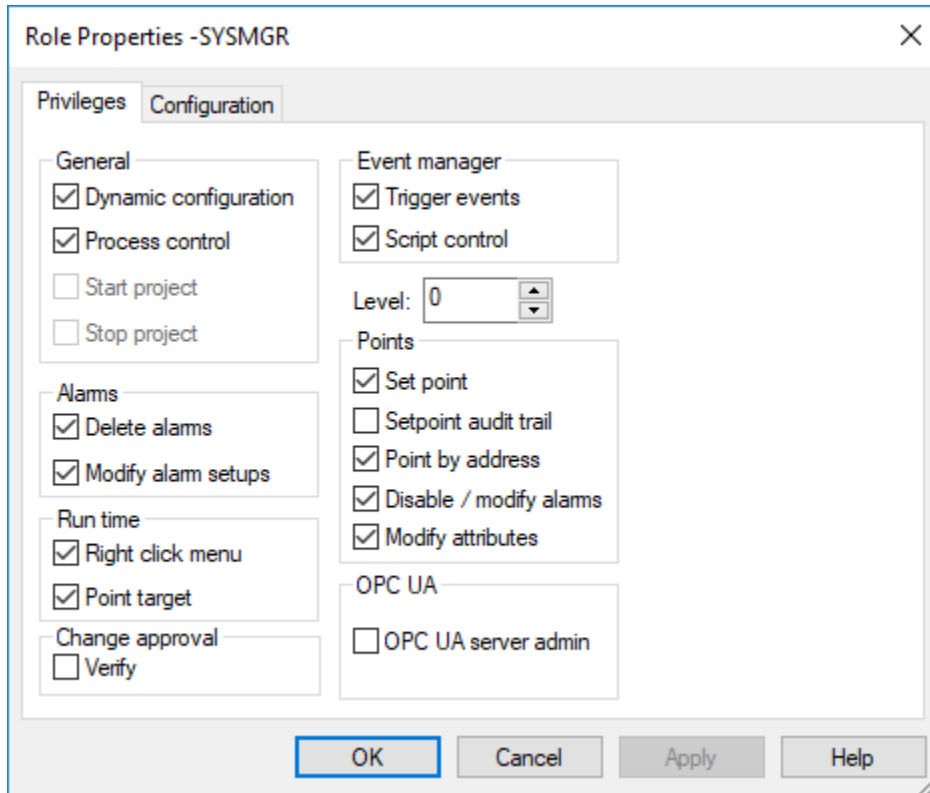 Role Properties -SYSMGR
Privileges
Configuration
General
Dynamic configuration
Process control
Start project
Stop project
Alarms
Delete alarms
Modify alarm setups
Run time
Right click menu
Point target
Change approval
Verify
Event manager
Trigger events
Script control
Level: 0
Points
Set point
Setpoint audit trail
Point by address
Disable / modify alarms
Modify attributes
OPC UA
OPC UA server admin
OK
Cancel
Apply
Help